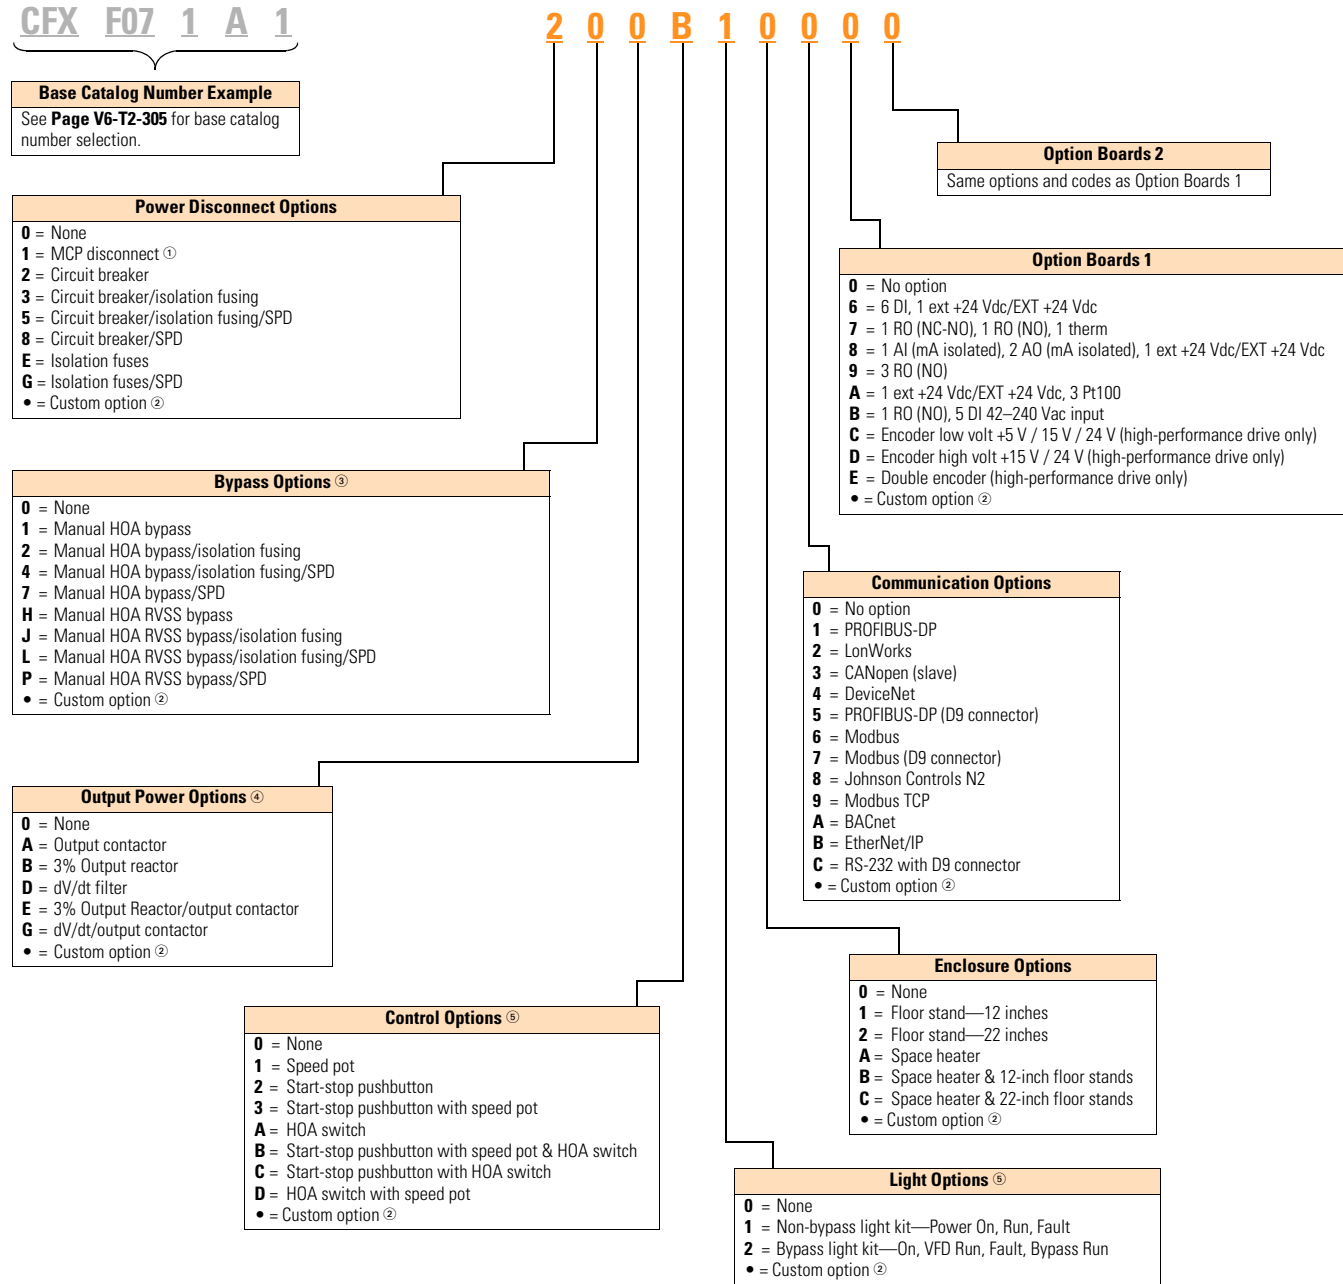 CFX F07 1 A 1 2 0 0 B 1 0 0 0 0
Base Catalog Number Example
See Page V6-T2-305 for base catalog
number selection.
Power Disconnect Options
0 = None
1 = MCP disconnect ①
2 = Circuit breaker
3 = Circuit breaker/isolation fusing
5 = Circuit breaker/isolation fusing/SPD
8 = Circuit breaker/SPD
E = Isolation fuses
G = Isolation fuses/SPD
• = Custom option ②
Bypass Options ③
0 = None
1 = Manual HOA bypass
2 = Manual HOA bypass/isolation fusing
4 = Manual HOA bypass/isolation fusing/SPD
7 = Manual HOA bypass/SPD
H = Manual HOA RVSS bypass
J = Manual HOA RVSS bypass/isolation fusing
L = Manual HOA RVSS bypass/isolation fusing/SPD
P = Manual HOA RVSS bypass/SPD
• = Custom option ②
Output Power Options ④
0 = None
A = Output contactor
B = 3% Output reactor
D = dV/dt filter
E = 3% Output Reactor/output contactor
G = dV/dt/output contactor
• = Custom option ②
Control Options ⑤
0 = None
1 = Speed pot
2 = Start-stop pushbutton
3 = Start-stop pushbutton with speed pot
A = HOA switch
B = Start-stop pushbutton with speed pot & HOA switch
C = Start-stop pushbutton with HOA switch
D = HOA switch with speed pot
• = Custom option ②
Option Boards 2
Same options and codes as Option Boards 1
Option Boards 1
0 = No option
6 = 6 DI, 1 ext +24 Vdc/EXT +24 Vdc
7 = 1 RO (NC-NO), 1 RO (NO), 1 therm
8 = 1 AI (mA isolated), 2 AO (mA isolated), 1 ext +24 Vdc/EXT +24 Vdc
9 = 3 RO (NO)
A = 1 ext +24 Vdc/EXT +24 Vdc, 3 Pt100
B = 1 RO (NO), 5 DI 42–240 Vac input
C = Encoder low volt +5 V / 15 V / 24 V (high-performance drive only)
D = Encoder high volt +15 V / 24 V (high-performance drive only)
E = Double encoder (high-performance drive only)
• = Custom option ②
Communication Options
0 = No option
1 = PROFIBUS-DP
2 = LonWorks
3 = CANopen (slave)
4 = DeviceNet
5 = PROFIBUS-DP (D9 connector)
6 = Modbus
7 = Modbus (D9 connector)
8 = Johnson Controls N2
9 = Modbus TCP
A = BACnet
B = EtherNet/IP
C = RS-232 with D9 connector
• = Custom option ②
Enclosure Options
0 = None
1 = Floor stand—12 inches
2 = Floor stand—22 inches
A = Space heater
B = Space heater & 12-inch floor stands
C = Space heater & 22-inch floor stands
• = Custom option ②
Light Options ⑤
0 = None
1 = Non-bypass light kit—Power On, Run, Fault
2 = Bypass light kit—On, VFD Run, Fault, Bypass Run
• = Custom option ②